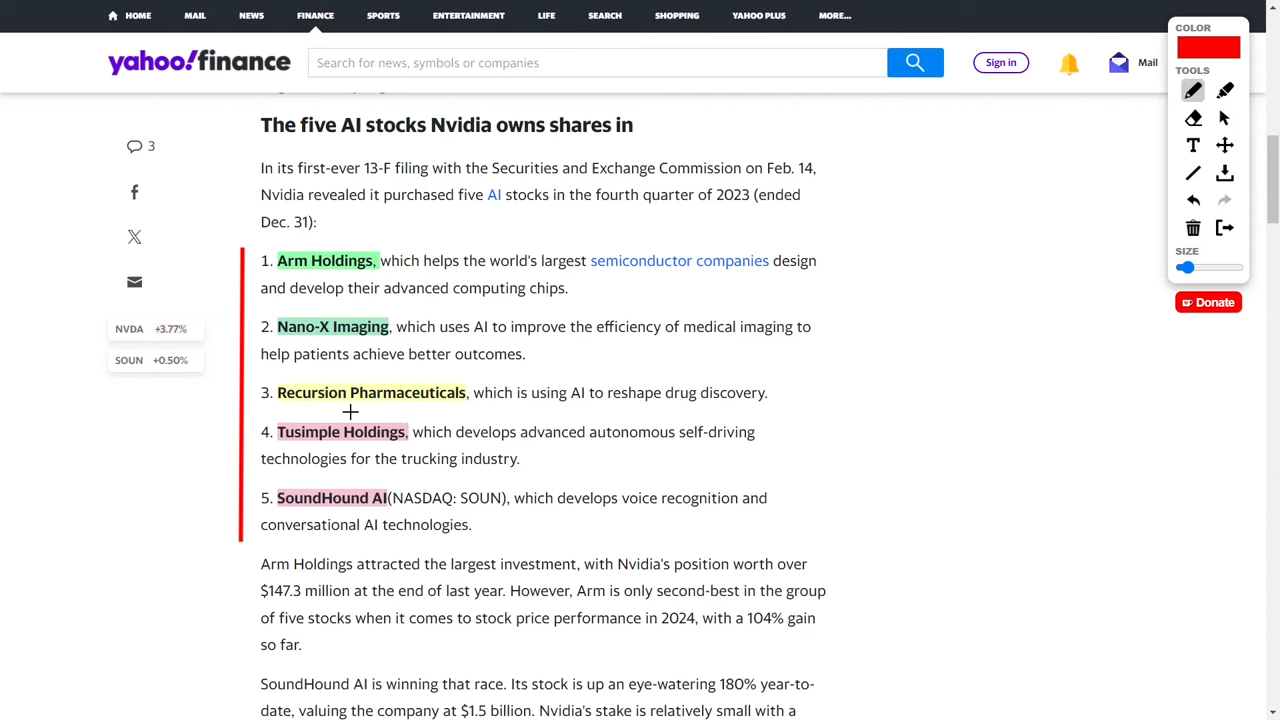 HOME MAIL NEWS FINANCE SPORTS ENTERTAINMENT LIFE SEARCH SHOPPING YAHOO PLUS MORE...
yahoo!finance
Search for news, symbols or companies
Sign in
Mail
COLOR
TOOLS
T
SIZE
Donate
3
NVDA +3.77%
SOUN +0.50%
The five AI stocks Nvidia owns shares in
In its first-ever 13-F filing with the Securities and Exchange Commission on Feb. 14,
Nvidia revealed it purchased five AI stocks in the fourth quarter of 2023 (ended
Dec. 31):
1. Arm Holdings, which helps the world's largest semiconductor companies design
and develop their advanced computing chips.
2. Nano-X Imaging, which uses AI to improve the efficiency of medical imaging to
help patients achieve better outcomes.
3. Recursion Pharmaceuticals, which is using AI to reshape drug discovery.
4. Tusimple Holdings, which develops advanced autonomous self-driving
technologies for the trucking industry.
5. SoundHound AI(NASDAQ: SOUN), which develops voice recognition and
conversational AI technologies.
Arm Holdings attracted the largest investment, with Nvidia's position worth over
$147.3 million at the end of last year. However, Arm is only second-best in the group
of five stocks when it comes to stock price performance in 2024, with a 104% gain
so far.
SoundHound AI is winning that race. Its stock is up an eye-watering 180% year-to-
date, valuing the company at $1.5 billion. Nvidia's stake is relatively small with a